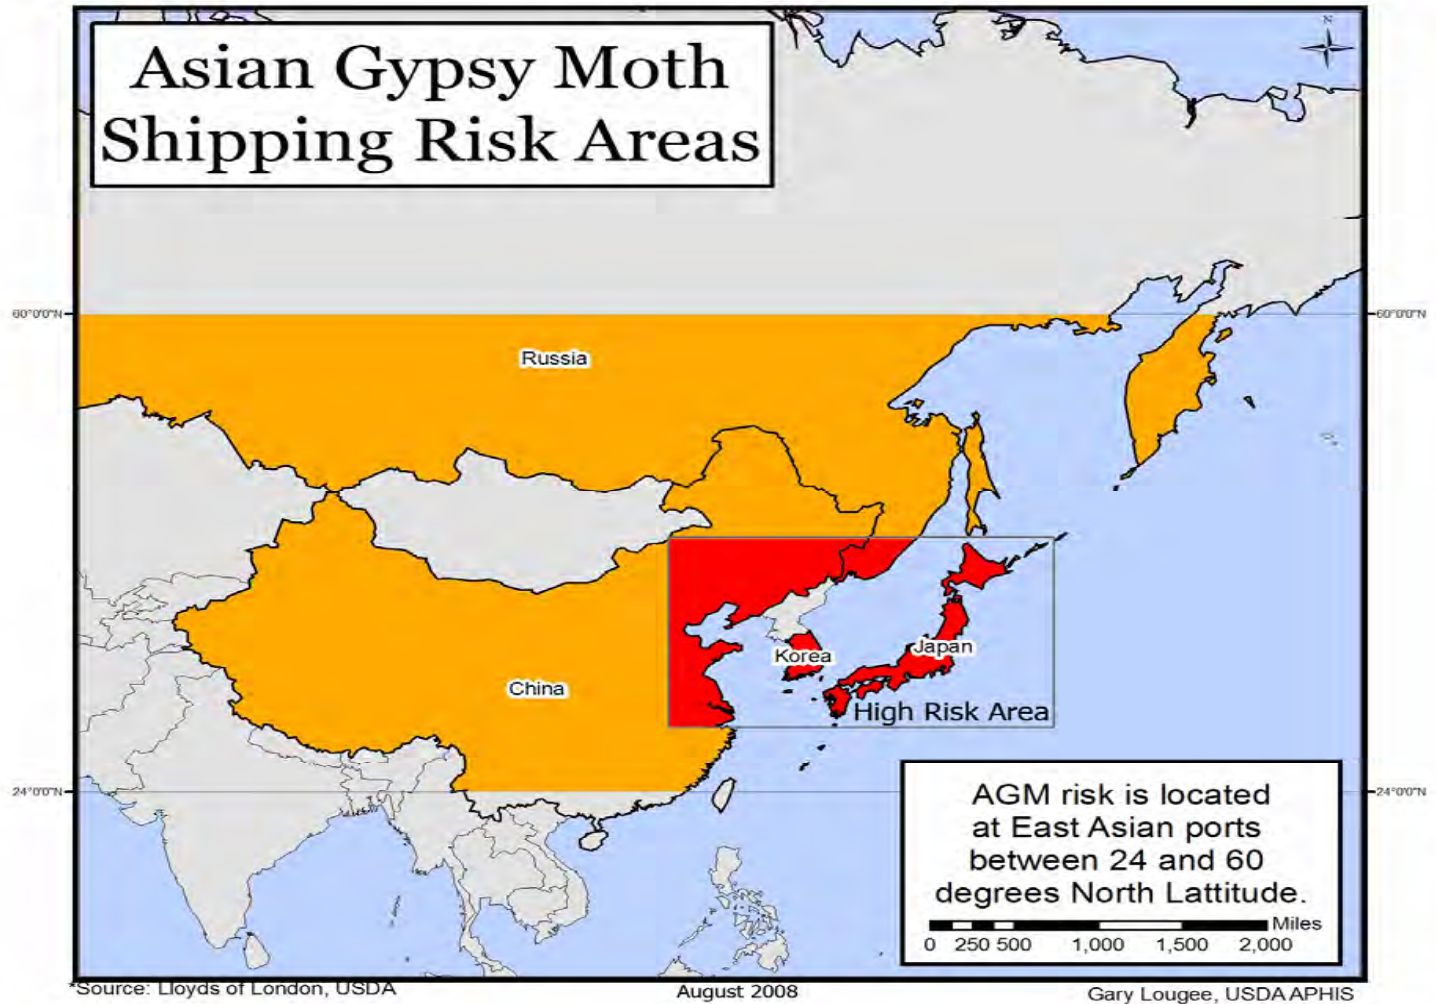 Asian Gypsy Moth
Shipping Risk Areas
N
60°0'0"N
60°0'0"N
Russia
Korea
Japan
China
High Risk Area
24°0'0"N
24°0'0"N
AGM risk is located
at East Asian ports
between 24 and 60
degrees North Lattitude.
Miles
0 250 500 1,000 1,500 2,000
*Source: Lloyds of London, USDA
August 2008
Gary Lougee, USDA APHIS